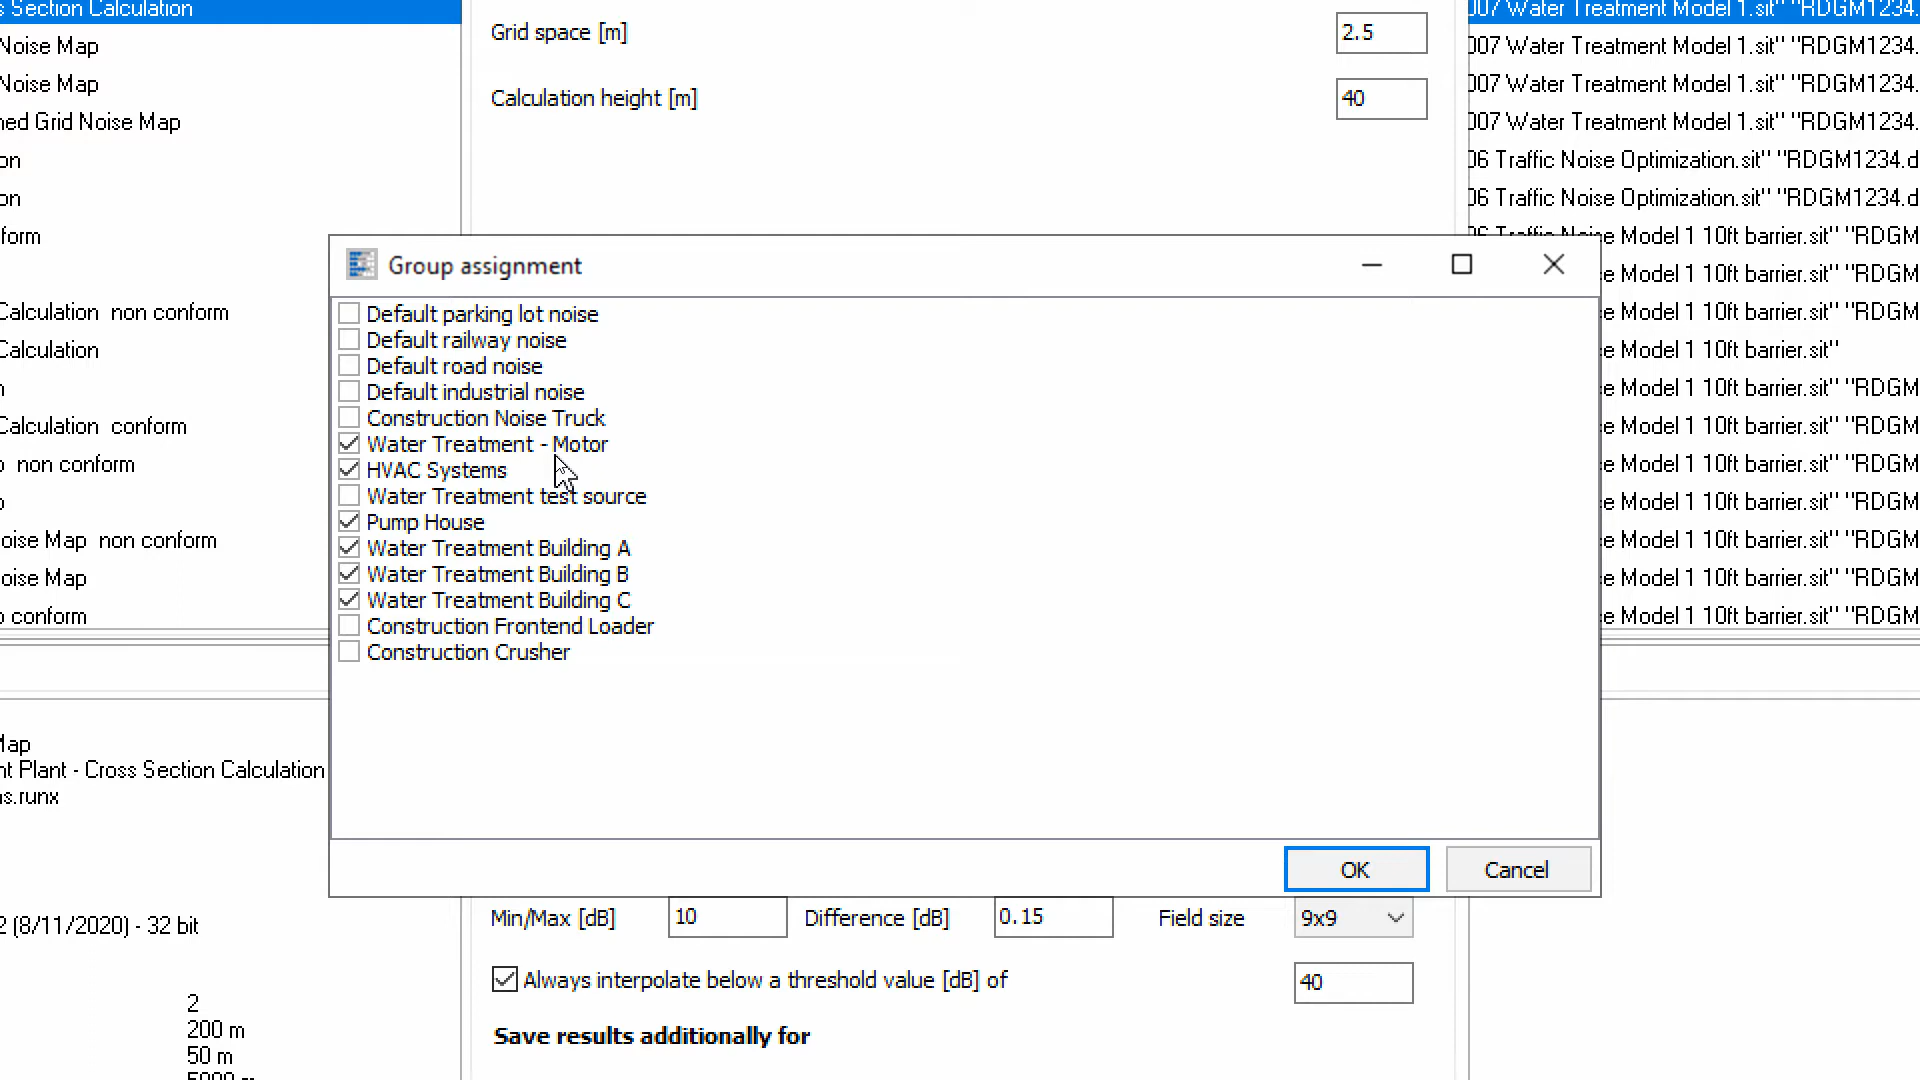 s Section Calculation
Noise Map
Noise Map
ned Grid Noise Map
on
on
form
Calculation non conform
Calculation
n
Calculation conform
p non conform
p
oise Map non conform
oise Map
p conform
Map
nt Plant - Cross Section Calculation
ns.runx
2 (8/11/2020) - 32 bit
2
200 m
50 m
5000 m
Grid space [m]
2.5
Calculation height [m]
40
Group assignment
Default parking lot noise
Default railway noise
Default road noise
Default industrial noise
Construction Noise Truck
Water Treatment - Motor
HVAC Systems
Water Treatment test source
Pump House
Water Treatment Building A
Water Treatment Building B
Water Treatment Building C
Construction Frontend Loader
Construction Crusher
OK
Cancel
Min/Max [dB]
10
Difference [dB]
0.15
Field size
9x9
Always interpolate below a threshold value [dB] of
40
Save results additionally for
007 Water Treatment Model 1.sit" "RDGM1234.
007 Water Treatment Model 1.sit" "RDGM1234.
007 Water Treatment Model 1.sit" "RDGM1234.
007 Water Treatment Model 1.sit" "RDGM1234.
06 Traffic Noise Optimization.sit" "RDGM1234.d
06 Traffic Noise Optimization.sit" "RDGM1234.d
06 Traffic Noise Model 1 10ft barrier.sit" "RDGM
e Model 1 10ft barrier.sit" "RDGM
e Model 1 10ft barrier.sit" "RDGM
e Model 1 10ft barrier.sit"
e Model 1 10ft barrier.sit" "RDGM
e Model 1 10ft barrier.sit" "RDGM
e Model 1 10ft barrier.sit" "RDGM
e Model 1 10ft barrier.sit" "RDGM
e Model 1 10ft barrier.sit" "RDGM
e Model 1 10ft barrier.sit" "RDGM
e Model 1 10ft barrier.sit" "RDGM